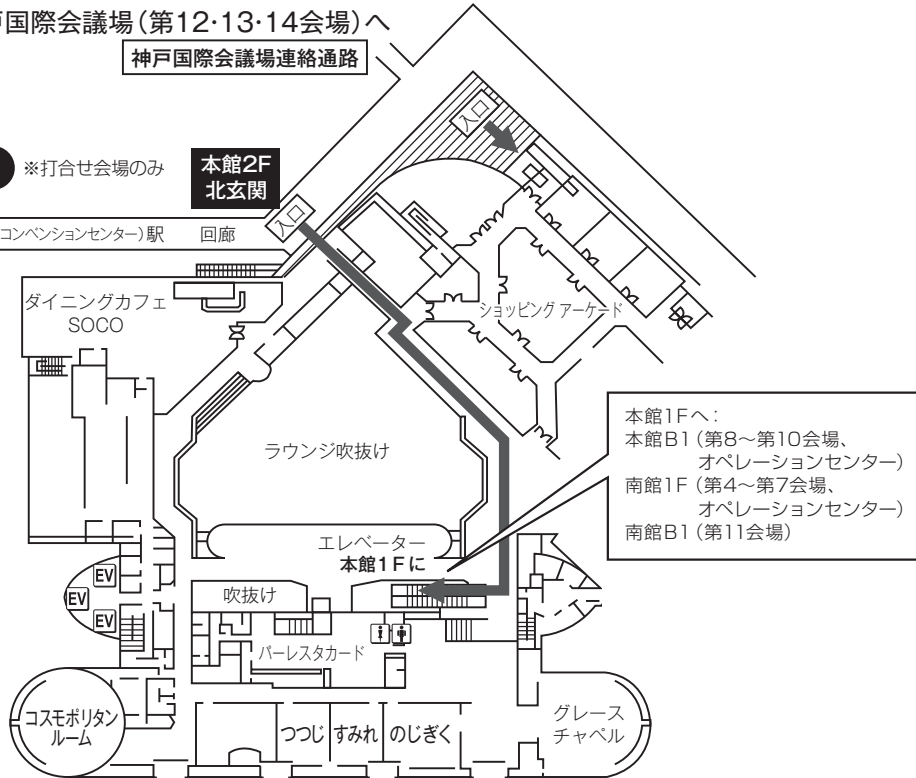 戸国際会議場（第12・13・14会場）へ
神戸国際会議場連絡通路
※打合せ会場のみ
本館2F
北玄関
入口
入口
コンベンションセンター）駅
回廊
ダイニングカフェ
SOCO
ショッピング アーケード
ラウンジ吹抜け
本館1Fへ：
本館B1（第8〜第10会場、
オペレーションセンター）
南館1F（第4〜第7会場、
オペレーションセンター）
南館B1（第11会場）
エレベーター
本館1Fに
吹抜け
EV
EV
EV
バーレスタカード
コスモポリタン
ルーム
つつじ
すみれ
のじぎく
グレース
チャペル